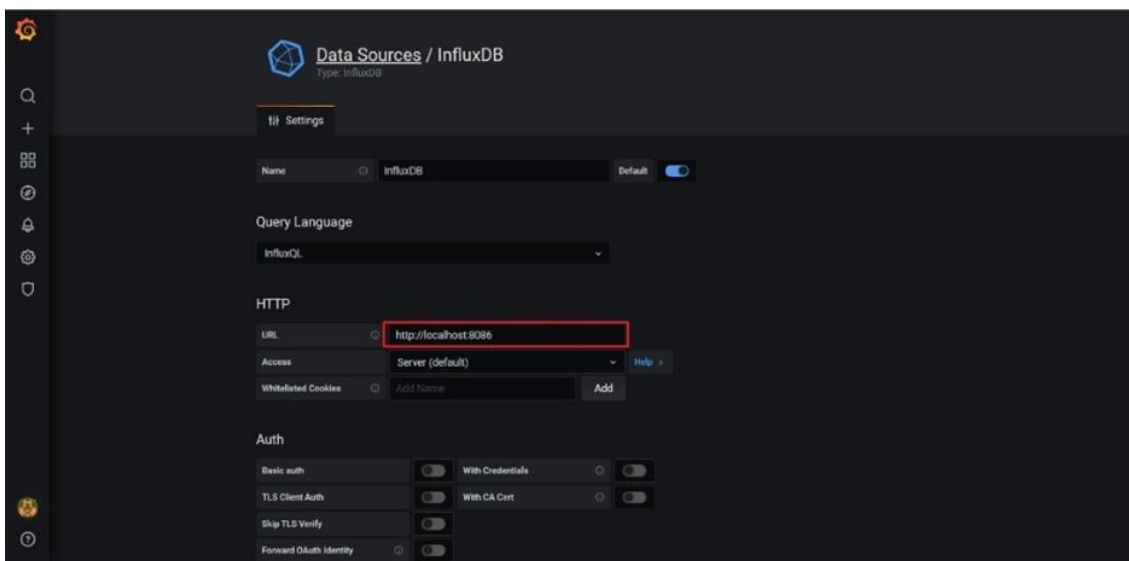 Data Sources / InfluxDB
Type: InfluxDB
Settings
Name InfluxDB Default
Query Language
InfluxQL
HTTP
URL http://localhost:8086
Access Server (default) Help >
Whitelisted Cookies Add Name Add
Auth
Basic auth With Credentials
TLS Client Auth With CA Cert
Skip TLS Verify
Forward OAuth Identity